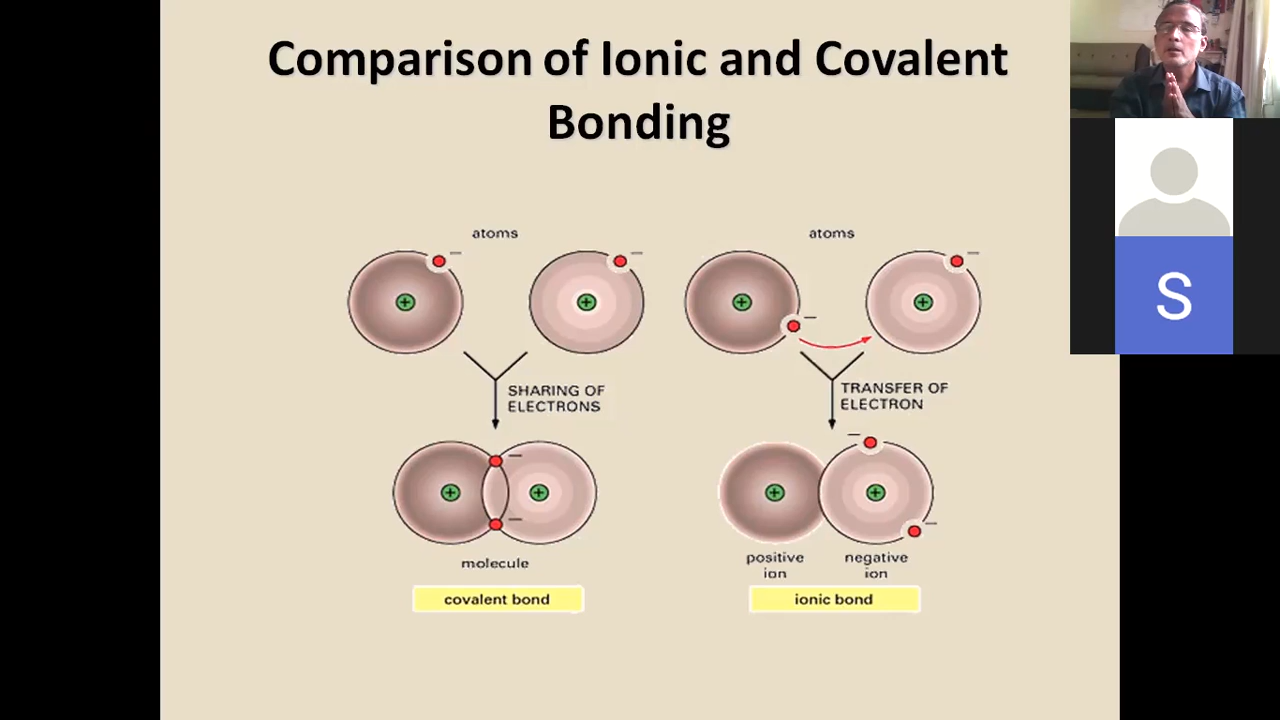 Comparison of Ionic and Covalent
Bonding
atoms
atoms
SHARING OF
ELECTRONS
TRANSFER OF
ELECTRON
molecule
positive
ion
negative
ion
covalent bond
ionic bond
S